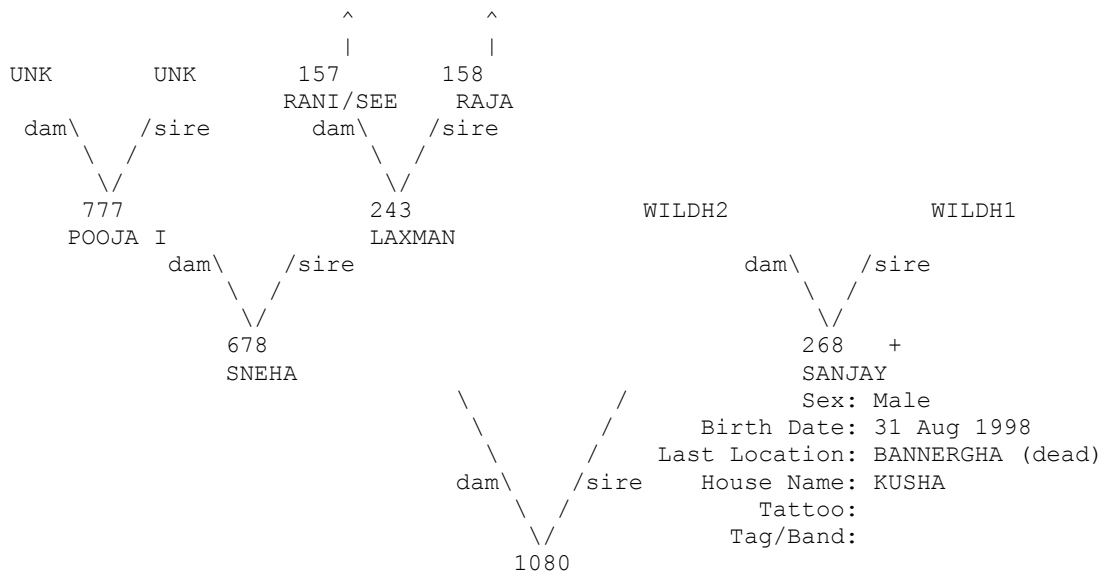 ^ ^
| |
UNK UNK 157 158
RANI/SEE RAJA
dam\ /sire dam\ /sire
\ / \ /
\/ \/
777 243 WILDH2 WILDH1
POOJA I LAXMAN
dam\ /sire dam\ /sire
\ / \ /
\/ \/
678 268 +
SNEHA SANJAY
\ / Sex: Male
\ / Birth Date: 31 Aug 1998
\ / Last Location: BANNERGHA (dead)
dam\ /sire House Name: KUSHA
\ / Tattoo:
\/ Tag/Band:
1080